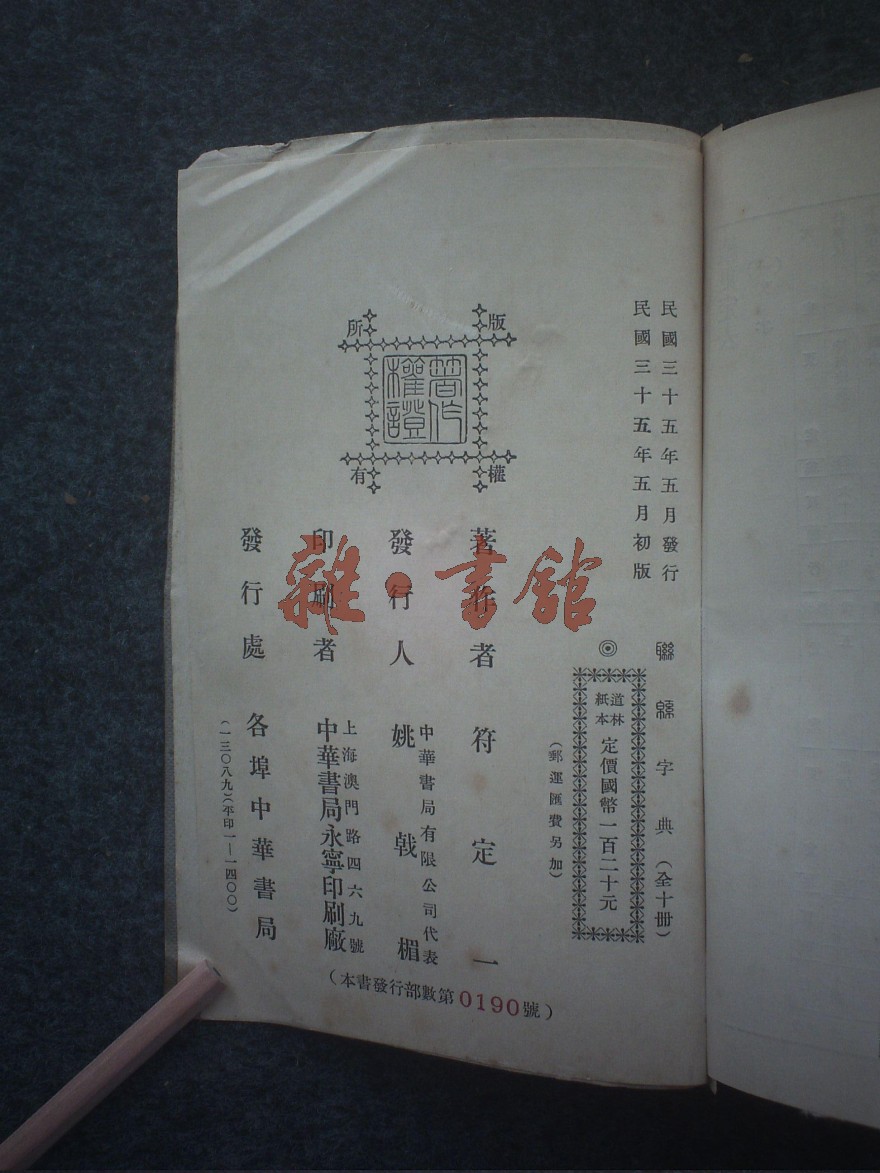 民國三十五年五月發行
民國三十五年五月初版
聯緜字典(全十冊)
◎
道林
紙本
定價國幣一百二十元
(郵運匯費另加)
版權所有
著作權證
著作者 符定一
發行人
中華書局有限公司代表
姚戟楣
印刷者
上海澳門路四六九號
中華書局永寧印刷廠
發行處 各埠中華書局
(一三〇八九)(平印一—一四〇〇)
(本書發行部數第0190號)
雜·書館